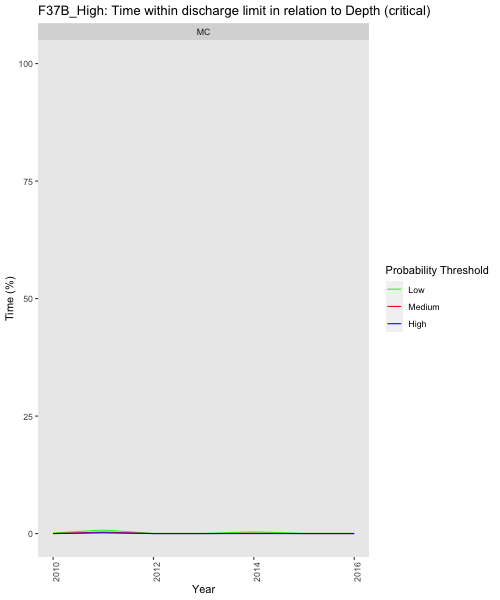 F37B_High: Time within discharge limit in relation to Depth (critical)
MC
100
75
50
25
0
Time (%)
2010
2012
2014
2016
Year
Probability Threshold
Low
Medium
High